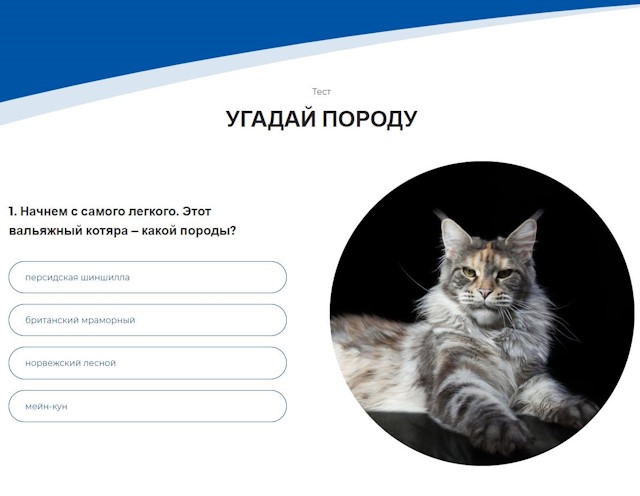 Тест
УГАДАЙ ПОРОДУ
1. Начнем с самого легкого. Этот
вальяжный котяра – какой породы?
персидская шиншилла
британский мраморный
норвежский лесной
мейн-кун